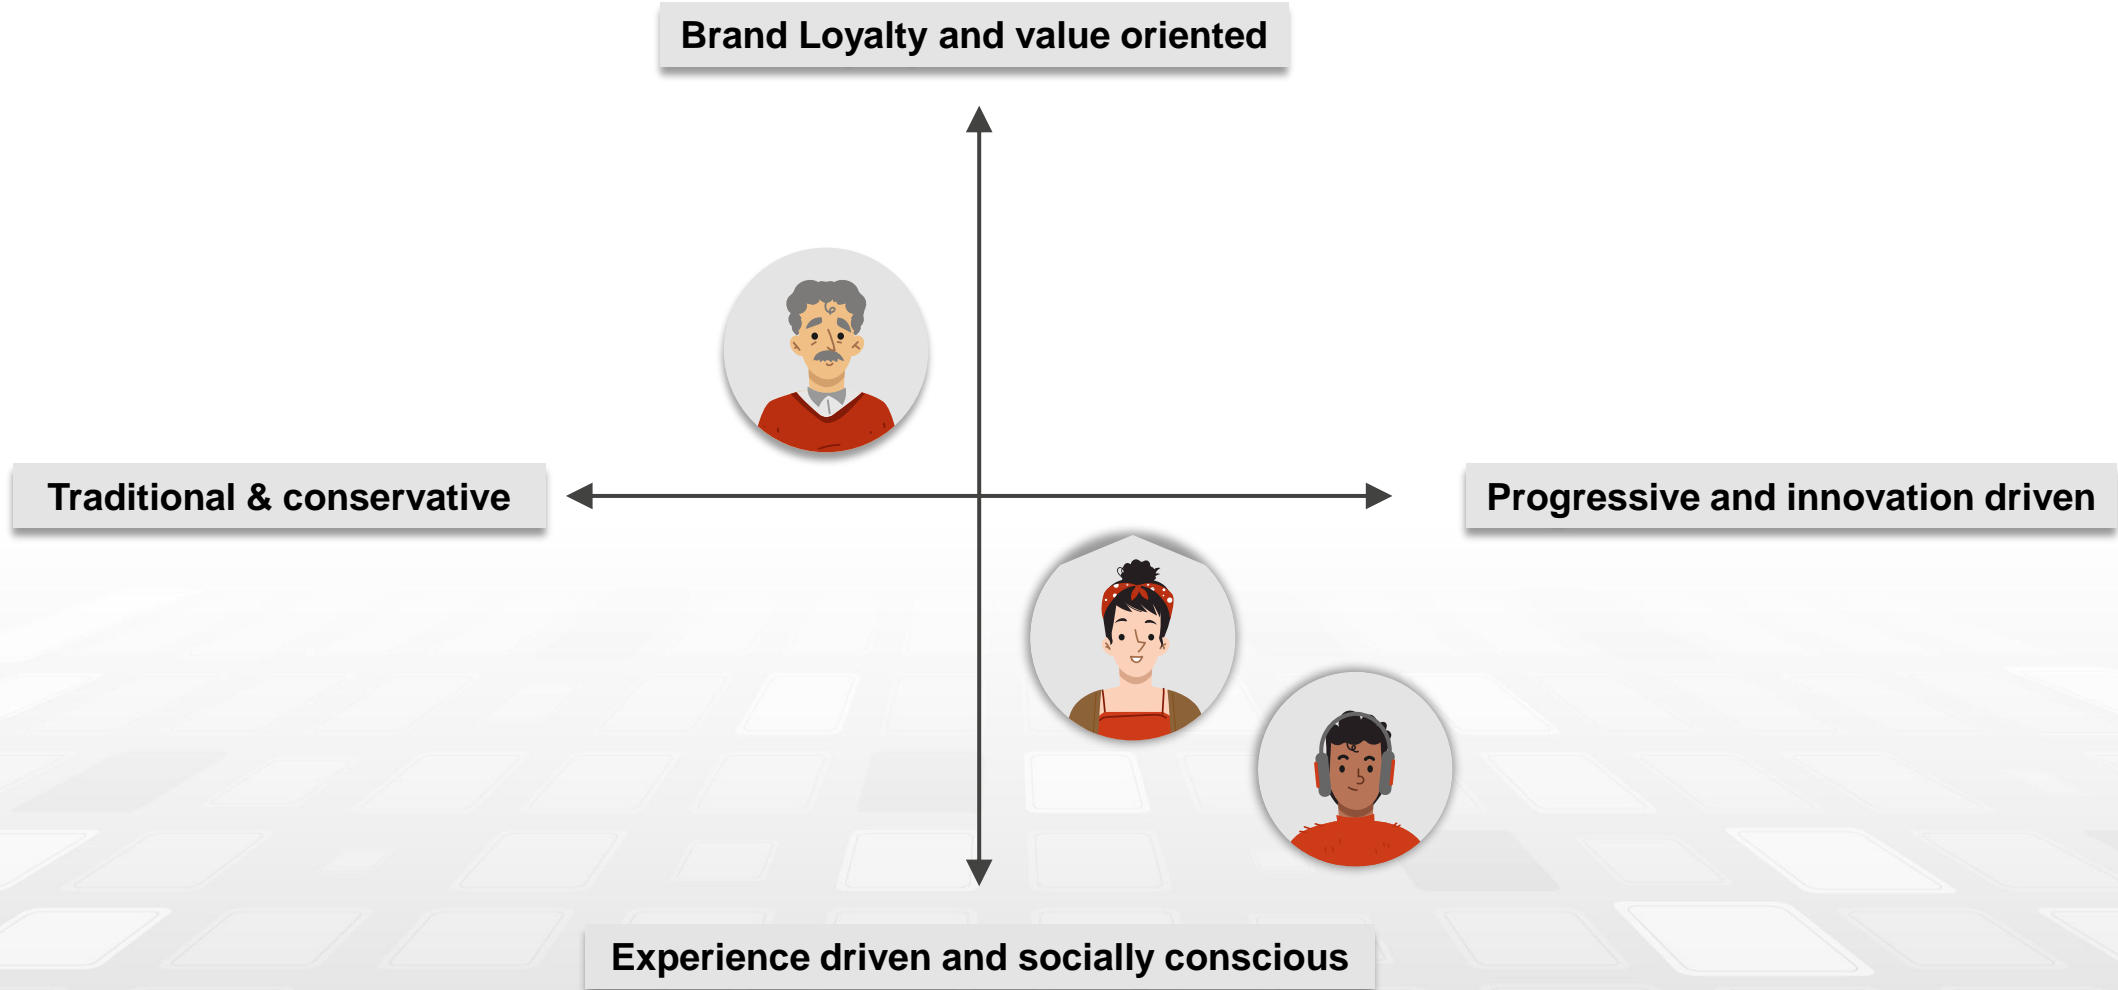 Brand Loyalty and value oriented
Traditional & conservative
Progressive and innovation driven
Experience driven and socially conscious